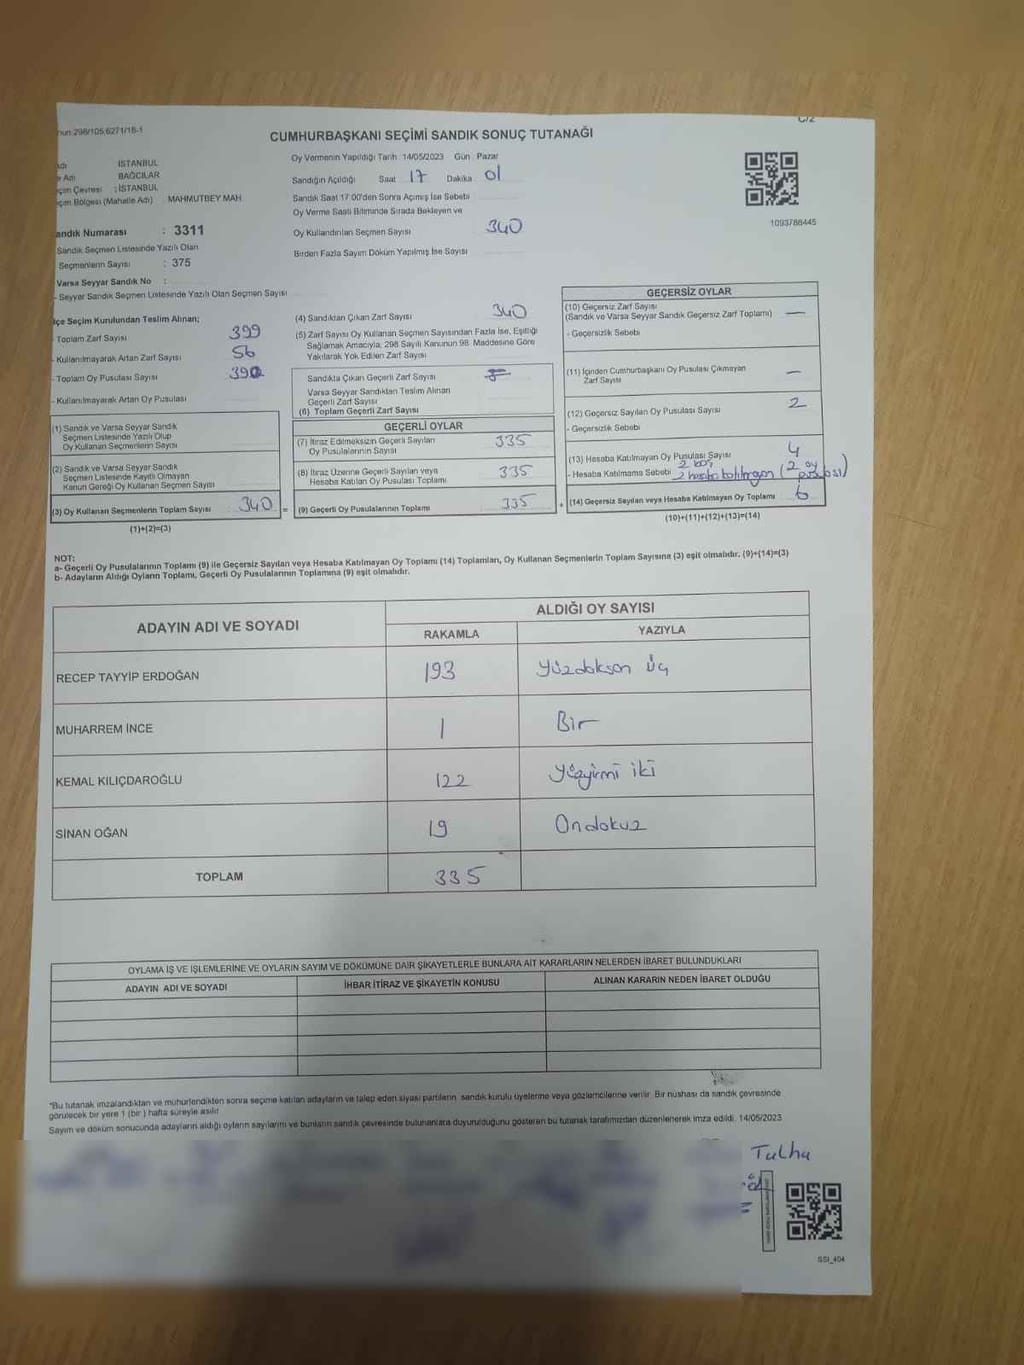 298/105,6271/18-1
C/2
CUMHURBAŞKANI SEÇİMİ SANDIK SONUÇ TUTANAĞI
Oy Vermenin Yapıldığı Tarih 14/05/2023 Gün Pazar
Adı İSTANBUL
Adı BAĞCILAR
Çevresi : İSTANBUL
Bölgesi (Mahalle Adı) MAHMUTBEY MAH
Sandığın Açıldığı Saat 17 Dakika 01
Sandık Saat 17:00'den Sonra Açımış İse Sebebi
Oy Verme Saati Bitiminde Sırada Bekleyen ve
Oy Kullandırılan Seçmen Sayısı 340
Birden Fazla Sayım Döküm Yapılmış İse Sayısı
1093788445
Sandık Numarası : 3311
Sandık Seçmen Listesinde Yazılı Olan
Seçmenlerin Sayısı : 375
Varsa Seyyar Sandık No :
- Seyyar Sandık Seçmen Listesinde Yazılı Olan Seçmen Sayısı
İlçe Seçim Kurulundan Teslim Alınan;
- Toplam Zarf Sayısı 399
- Kullanılmayarak Artan Zarf Sayısı 56
- Toplam Oy Pusulası Sayısı
- Kullanılmayarak Artan Oy Pusulası
(1) Sandık ve Varsa Seyyar Sandık
Seçmen Listesinde Yazılı Olup
Oy Kullanan Seçmenlerin Sayısı
(2) Sandık ve Varsa Seyyar Sandık
Seçmen Listesinde Kayıtlı Olmayan
Kanun Gereği Oy Kullanan Seçmen Sayısı
(3) Oy Kullanan Seçmenlerin Toplam Sayısı 340 =
(1)+(2)=(3)
(4) Sandıktan Çıkan Zarf Sayısı 340
(5) Zarf Sayısı Oy Kullanan Seçmen Sayısından Fazla İse, Eşitliği
Sağlamak Amacıyla, 298 Sayılı Kanunun 98. Maddesine Göre
Yakılarak Yok Edilen Zarf Sayısı
Sandıkta Çıkan Geçerli Zarf Sayısı
Varsa Seyyar Sandıktan Teslim Alınan
Geçerli Zarf Sayısı
(6) Toplam Geçerli Zarf Sayısı
GEÇERLİ OYLAR
(7) İtiraz Edilmeksizin Geçerli Sayılan
Oy Pusulalarının Sayısı 335
(8) İtiraz Üzerine Geçerli Sayılan veya
Hesaba Katılan Oy Pusulası Toplamı 335
(9) Geçerli Oy Pusulalarının Toplamı 335 +
GEÇERSİZ OYLAR
(10) Geçersiz Zarf Sayısı
(Sandık ve Varsa Seyyar Sandık Geçersiz Zarf Toplamı) —
- Geçersizlik Sebebi
(11) İçinden Cumhurbaşkanı Oy Pusulası Çıkmayan
Zarf Sayısı —
(12) Geçersiz Sayılan Oy Pusulası Sayısı 2
- Geçersizlik Sebebi
(13) Hesaba Katılmayan Oy Pusulası Sayısı 4
2 boş
- Hesaba Katılmama Sebebi 2 hesaba katılmayan (2 oy pusulası)
(14) Geçersiz Sayılan veya Hesaba Katılmayan Oy Toplamı 6
(10)+(11)+(12)+(13)=(14)
NOT:
a- Geçerli Oy Pusulalarının Toplamı (9) ile Geçersiz Sayılan veya Hesaba Katılmayan Oy Toplamı (14) Toplamları, Oy Kullanan Seçmenlerin Toplam Sayısına (3) eşit olmalıdır. (9)+(14)=(3)
b- Adayların Aldığı Oyların Toplamı, Geçerli Oy Pusulalarının Toplamına (9) eşit olmalıdır.
ADAYIN ADI VE SOYADI
ALDIĞI OY SAYISI
RAKAMLA YAZIYLA
RECEP TAYYİP ERDOĞAN 193 Yüzdoksan üç
MUHARREM İNCE 1 Bir
KEMAL KILIÇDAROĞLU 122 Yüzyirmi iki
SİNAN OĞAN 19 Ondokuz
TOPLAM 335
OYLAMA İŞ VE İŞLEMLERİNE VE OYLARIN SAYIM VE DÖKÜMÜNE DAİR ŞİKAYETLERLE BUNLARA AİT KARARLARIN NELERDEN İBARET BULUNDUKLARI
ADAYIN ADI VE SOYADI İHBAR İTİRAZ VE ŞİKAYETİN KONUSU ALINAN KARARIN NEDEN İBARET OLDUĞU
*Bu tutanak imzalandıktan ve mühürlendikten sonra seçime katılan adayların ve talep eden siyasi partilerin sandık kurulu üyelerine veya gözlemcilerine verilir. Bir nüshası da sandık çevresinde
görülecek bir yere 1 (bir ) hafta süreyle asılır.
Sayım ve döküm sonucunda adayların aldığı oyların sayılarını ve bunların sandık çevresinde bulunanlara duyurulduğunu gösteren bu tutanak tarafımızdan düzenlenerek imza edildi. 14/05/2023
Talha
SSI_404